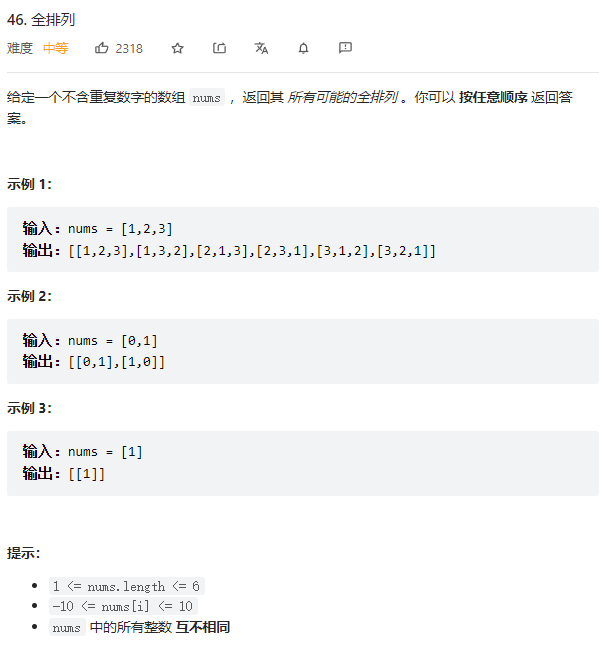 46. 全排列
难度 中等 2318
给定一个不含重复数字的数组 nums ，返回其 所有可能的全排列 。你可以 按任意顺序 返回答
案。
示例 1：
输入：nums = [1,2,3]
输出：[[1,2,3],[1,3,2],[2,1,3],[2,3,1],[3,1,2],[3,2,1]]
示例 2：
输入：nums = [0,1]
输出：[[0,1],[1,0]]
示例 3：
输入：nums = [1]
输出：[[1]]
提示：
• 1 <= nums.length <= 6
• -10 <= nums[i] <= 10
• nums 中的所有整数 互不相同